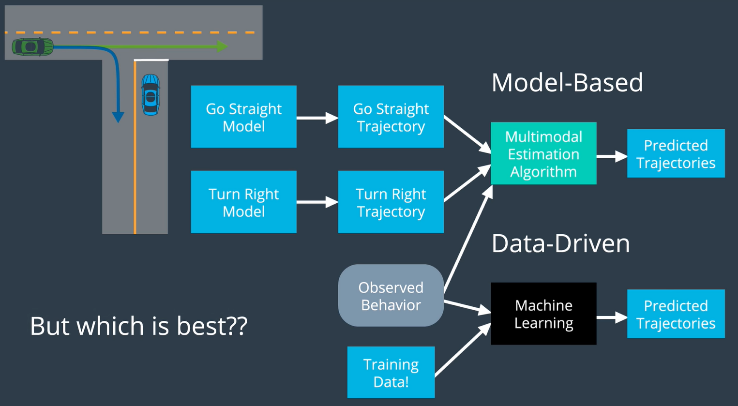 Model-Based
Go Straight
Model
Go Straight
Trajectory
Multimodal
Estimation
Algorithm
Predicted
Trajectories
Turn Right
Model
Turn Right
Trajectory
Data-Driven
Observed
Behavior
Machine
Learning
Predicted
Trajectories
But which is best??
Training
Data!